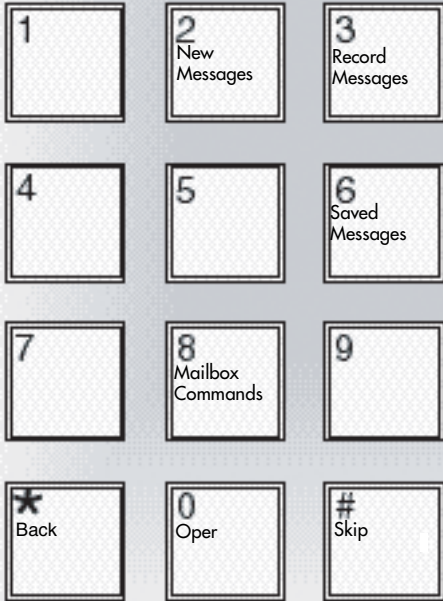 1
2
New
Messages
3
Record
Messages
4
5
6
Saved
Messages
7
8
Mailbox
Commands
9
*
Back
0
Oper
#
Skip